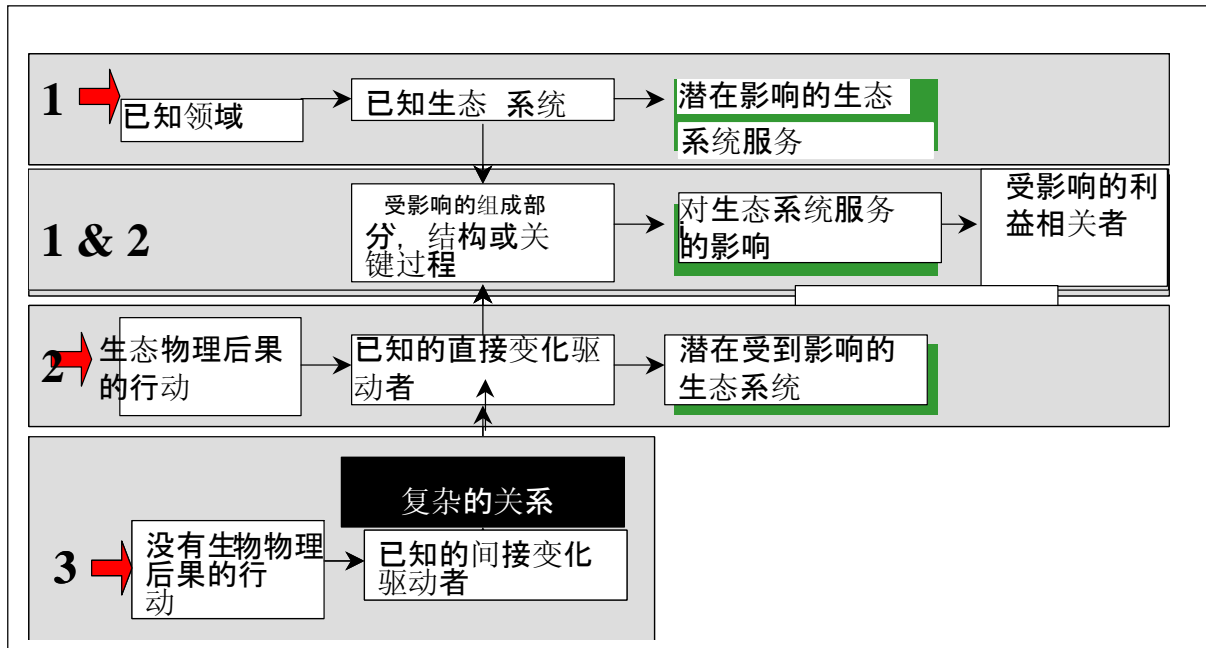 1
已知领域
已知生态 系统
潜在影响的生态
系统服务
1 & 2
受影响的组成部
分，结构或关
键过程
对生态系统服务
的影响
受影响的利
益相关者
2
生态物理后果
的行动
已知的直接变化驱
动者
潜在受到影响的
生态系统
复杂的关系
3
没有生物物理
后果的行
动
已知的间接变化
驱动者